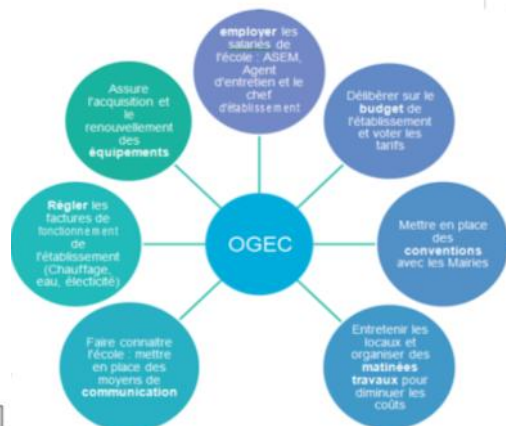 employer les
salariés de
l'école : ASEM,
Agent
d'entretien et le
chef
d'établissement
Délibérer sur le
budget de
l'établissement
et voter les
tarifs
Mettre en place
des
conventions
avec les Mairies
Entretenir les
locaux et
organiser des
matinées
travaux pour
diminuer les
coûts
Faire connaitre
l'école : mettre
en place des
moyens de
communication
Régler les
factures de
fonctionnement
de
l'établissement
(Chauffage,
eau, électicité)
Assure
l'acquisition et
le
renouvellement
des
équipements
OGEC